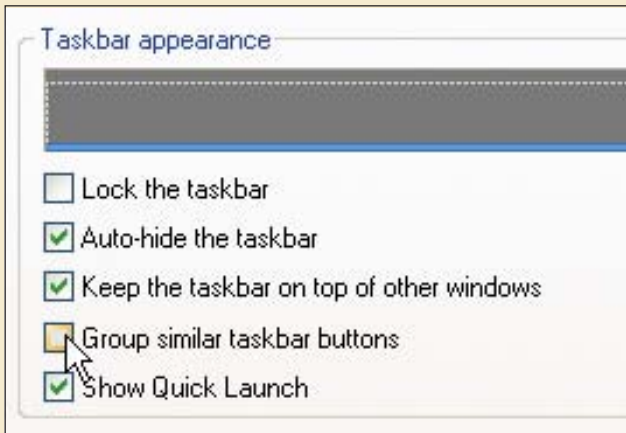 Taskbar appearance
Lock the taskbar
Auto-hide the taskbar
Keep the taskbar on top of other windows
Group similar taskbar buttons
Show Quick Launch